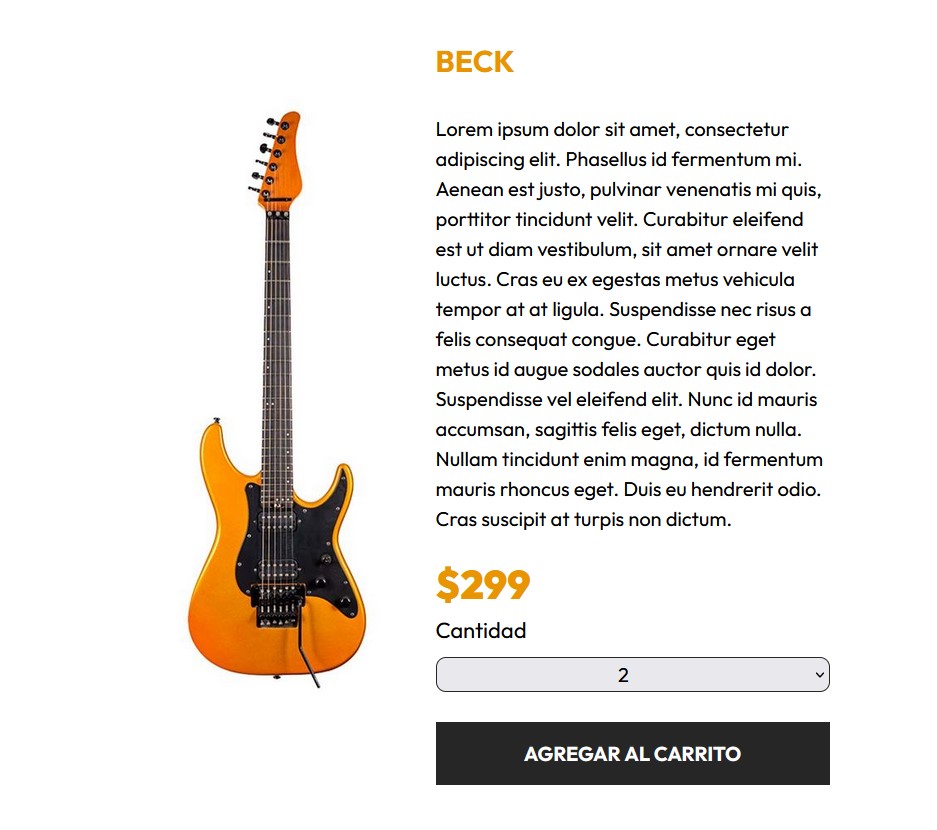 BECK
Lorem ipsum dolor sit amet, consectetur
adipiscing elit. Phasellus id fermentum mi.
Aenean est justo, pulvinar venenatis mi quis,
porttitor tincidunt velit. Curabitur eleifend
est ut diam vestibulum, sit amet ornare velit
luctus. Cras eu ex egestas metus vehicula
tempor at at ligula. Suspendisse nec risus a
felis consequat congue. Curabitur eget
metus id augue sodales auctor quis id dolor.
Suspendisse vel eleifend elit. Nunc id mauris
accumsan, sagittis felis eget, dictum nulla.
Nullam tincidunt enim magna, id fermentum
mauris rhoncus eget. Duis eu hendrerit odio.
Cras suscipit at turpis non dictum.
$299
Cantidad
2
AGREGAR AL CARRITO